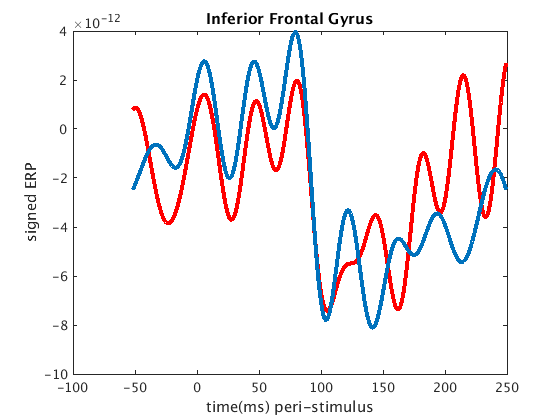 Inferior Frontal Gyrus
×10⁻¹²
4
2
0
−2
−4
−6
−8
−10
signed ERP
−100 −50 0 50 100 150 200 250
time(ms) peri-stimulus